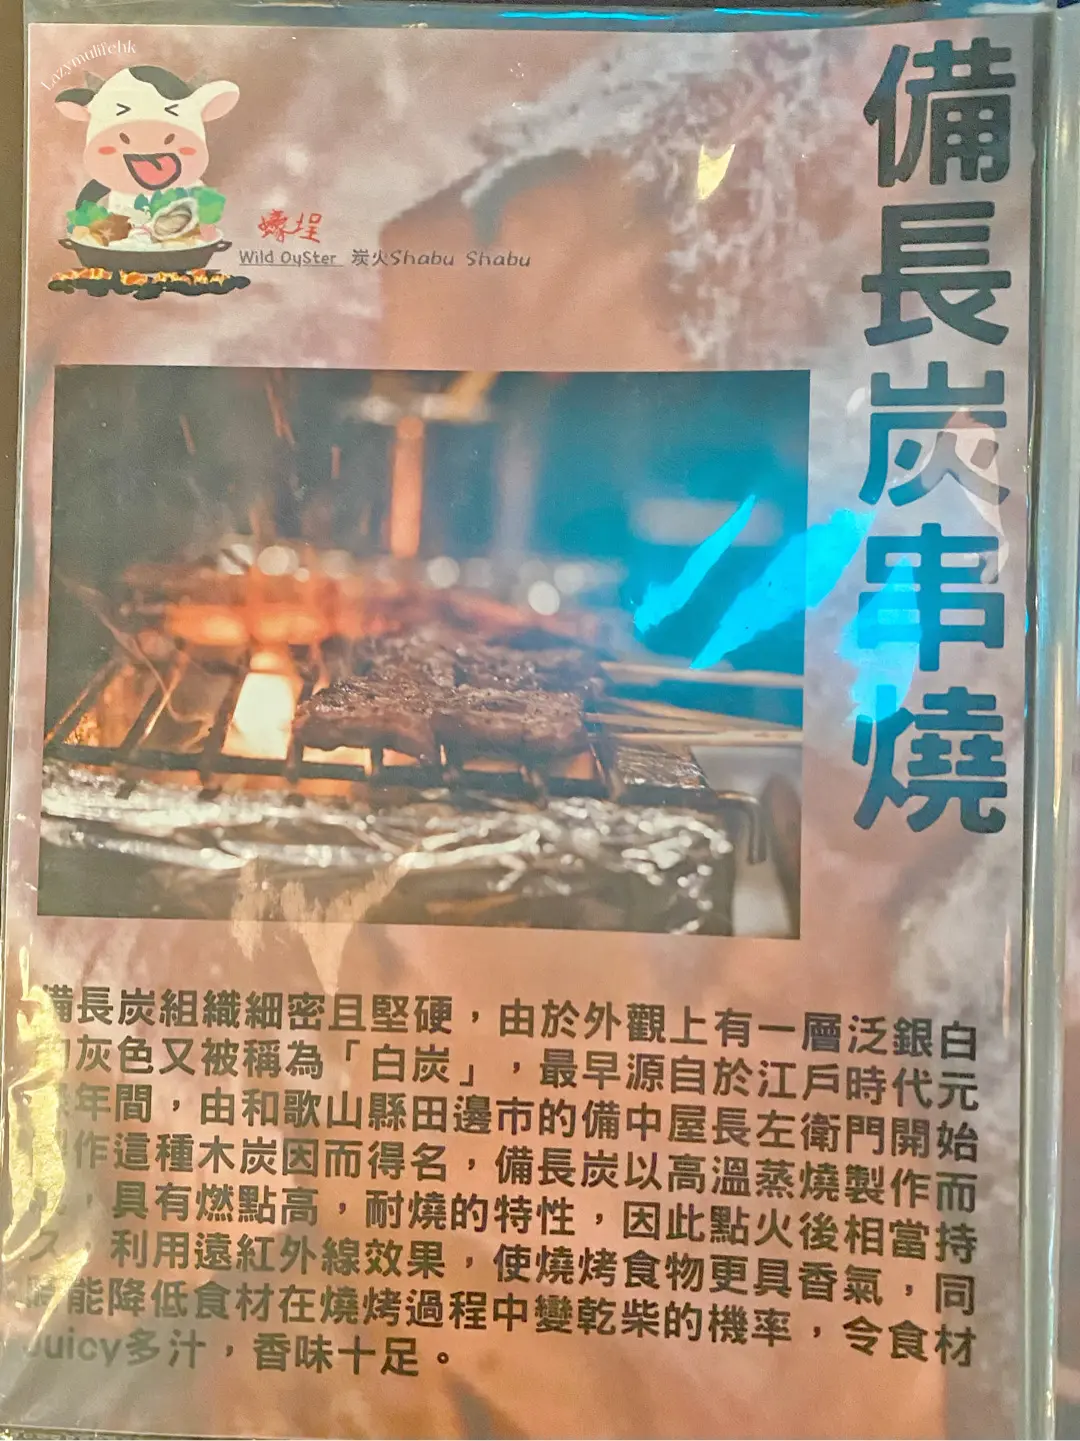 Lazymulifehk
備長炭串燒
蠔埕
Wild OySter 炭火Shabu Shabu
備長炭組織細密且堅硬，由於外觀上有一層泛銀白
灰色又被稱為「白炭」，最早源自於江戶時代元
年間，由和歌山縣田邊市的備中屋長左衛門開始
作這種木炭因而得名，備長炭以高溫蒸燒製作而
，具有燃點高，耐燒的特性，因此點火後相當持
，利用遠紅外線效果，使燒烤食物更具香氣，同
時能降低食材在燒烤過程中變乾柴的機率，令食材
Juicy多汁，香味十足。